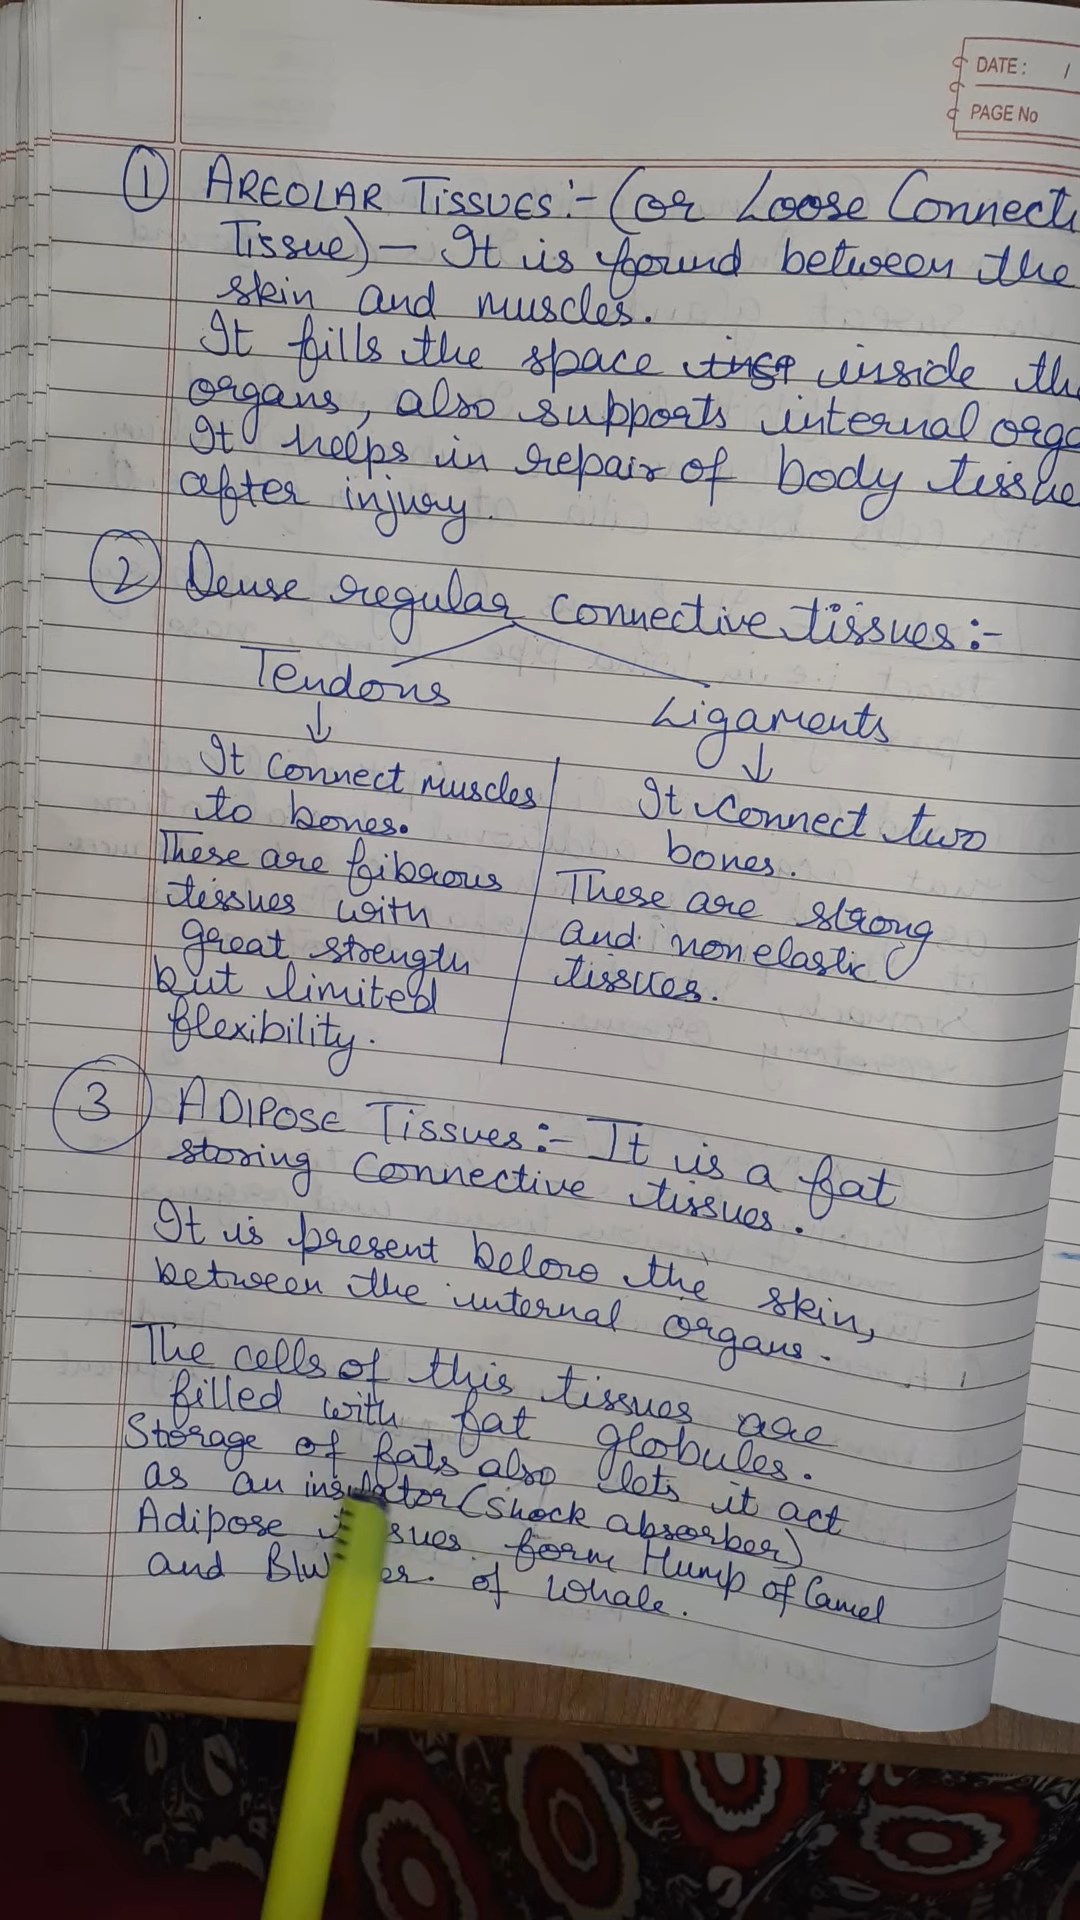 DATE: /
PAGE No
① AREOLAR TISSUES:- (or Loose Connecti
Tissue) – It is found between the
skin and muscles.
It fills the space inside the
organs, also supports internal orga
It helps in repair of body tissue
after injury.
② Dense regular connective tissues:-
Tendons
Ligaments
↓
It connect muscles
to bones.
These are fibrous
tissues with
great strength
but limited
flexibility.
↓
It connect two
bones.
These are strong
and non elastic
tissues.
③ ADIPOSE TISSUES:- It is a fat
storing connective tissues.
It is present below the skin,
between the internal organs.
The cells of this tissues are
filled with fat globules.
Storage of fats also lets it act
as an insulator (shock absorber)
Adipose tissues form Hump of Camel
and of whale.